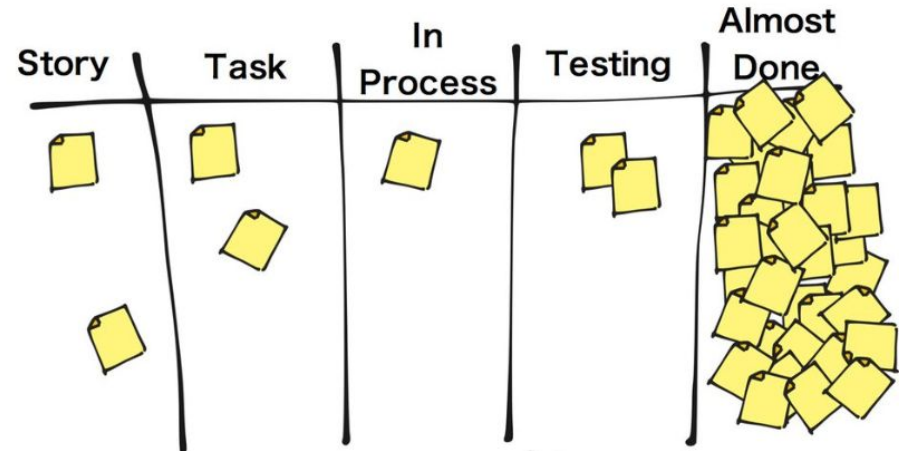 Story
Task
In
Process
Testing
Almost
Done